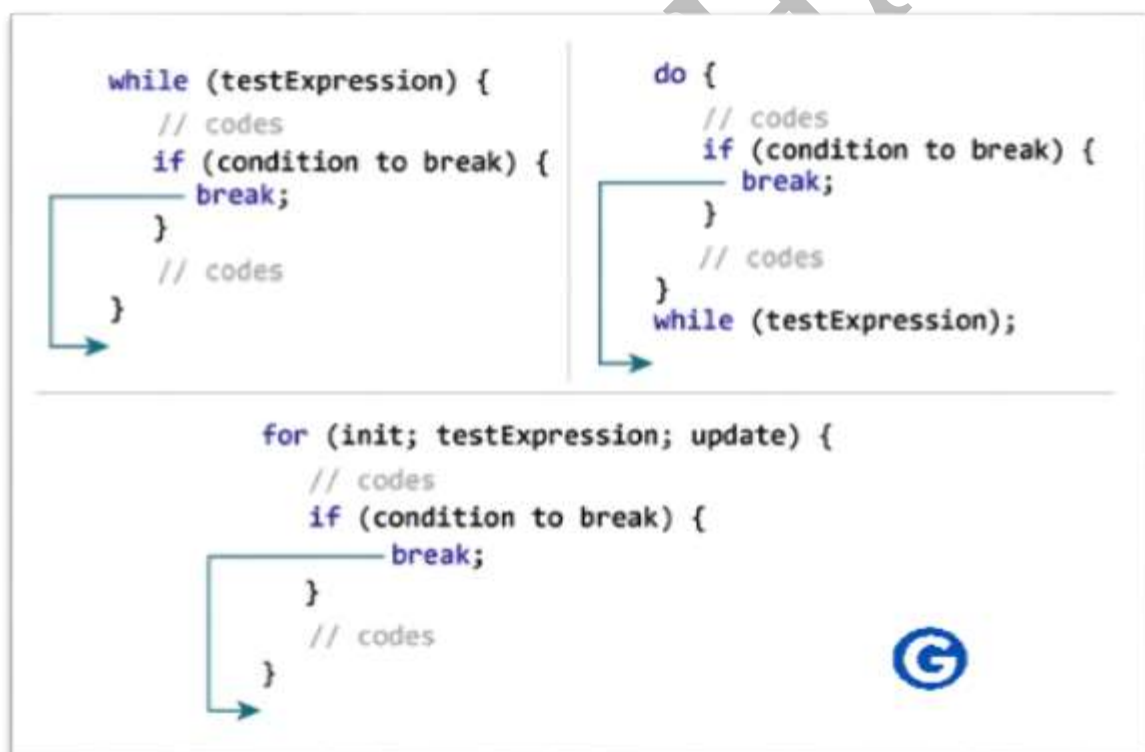 while (testExpression) {
// codes
if (condition to break) {
break;
}
// codes
}
do {
// codes
if (condition to break) {
break;
}
// codes
}
while (testExpression);
for (init; testExpression; update) {
// codes
if (condition to break) {
break;
}
// codes
}
G